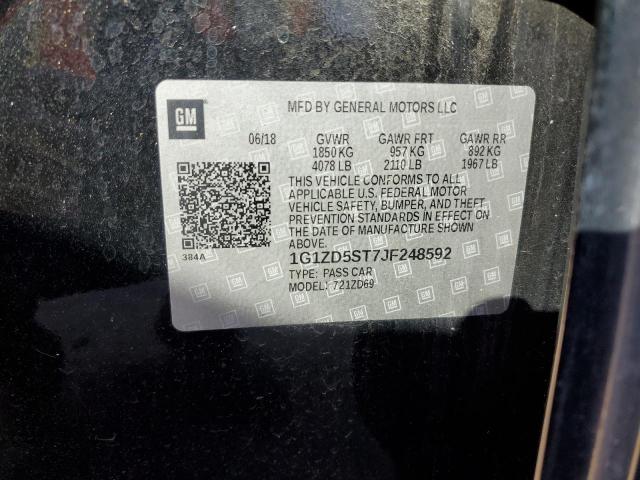 GM
MFD BY GENERAL MOTORS LLC
06/18 GVWR GAWR FRT GAWR RR
1850 KG 957 KG 892 KG
4078 LB 2110 LB 1967 LB
THIS VEHICLE CONFORMS TO ALL
APPLICABLE U.S. FEDERAL MOTOR
VEHICLE SAFETY, BUMPER, AND THEFT
PREVENTION STANDARDS IN EFFECT ON
THE DATE OF MANUFACTURE SHOWN
ABOVE.
384A
1G1ZD5ST7JF248592
TYPE: PASS CAR
MODEL: 721ZD69